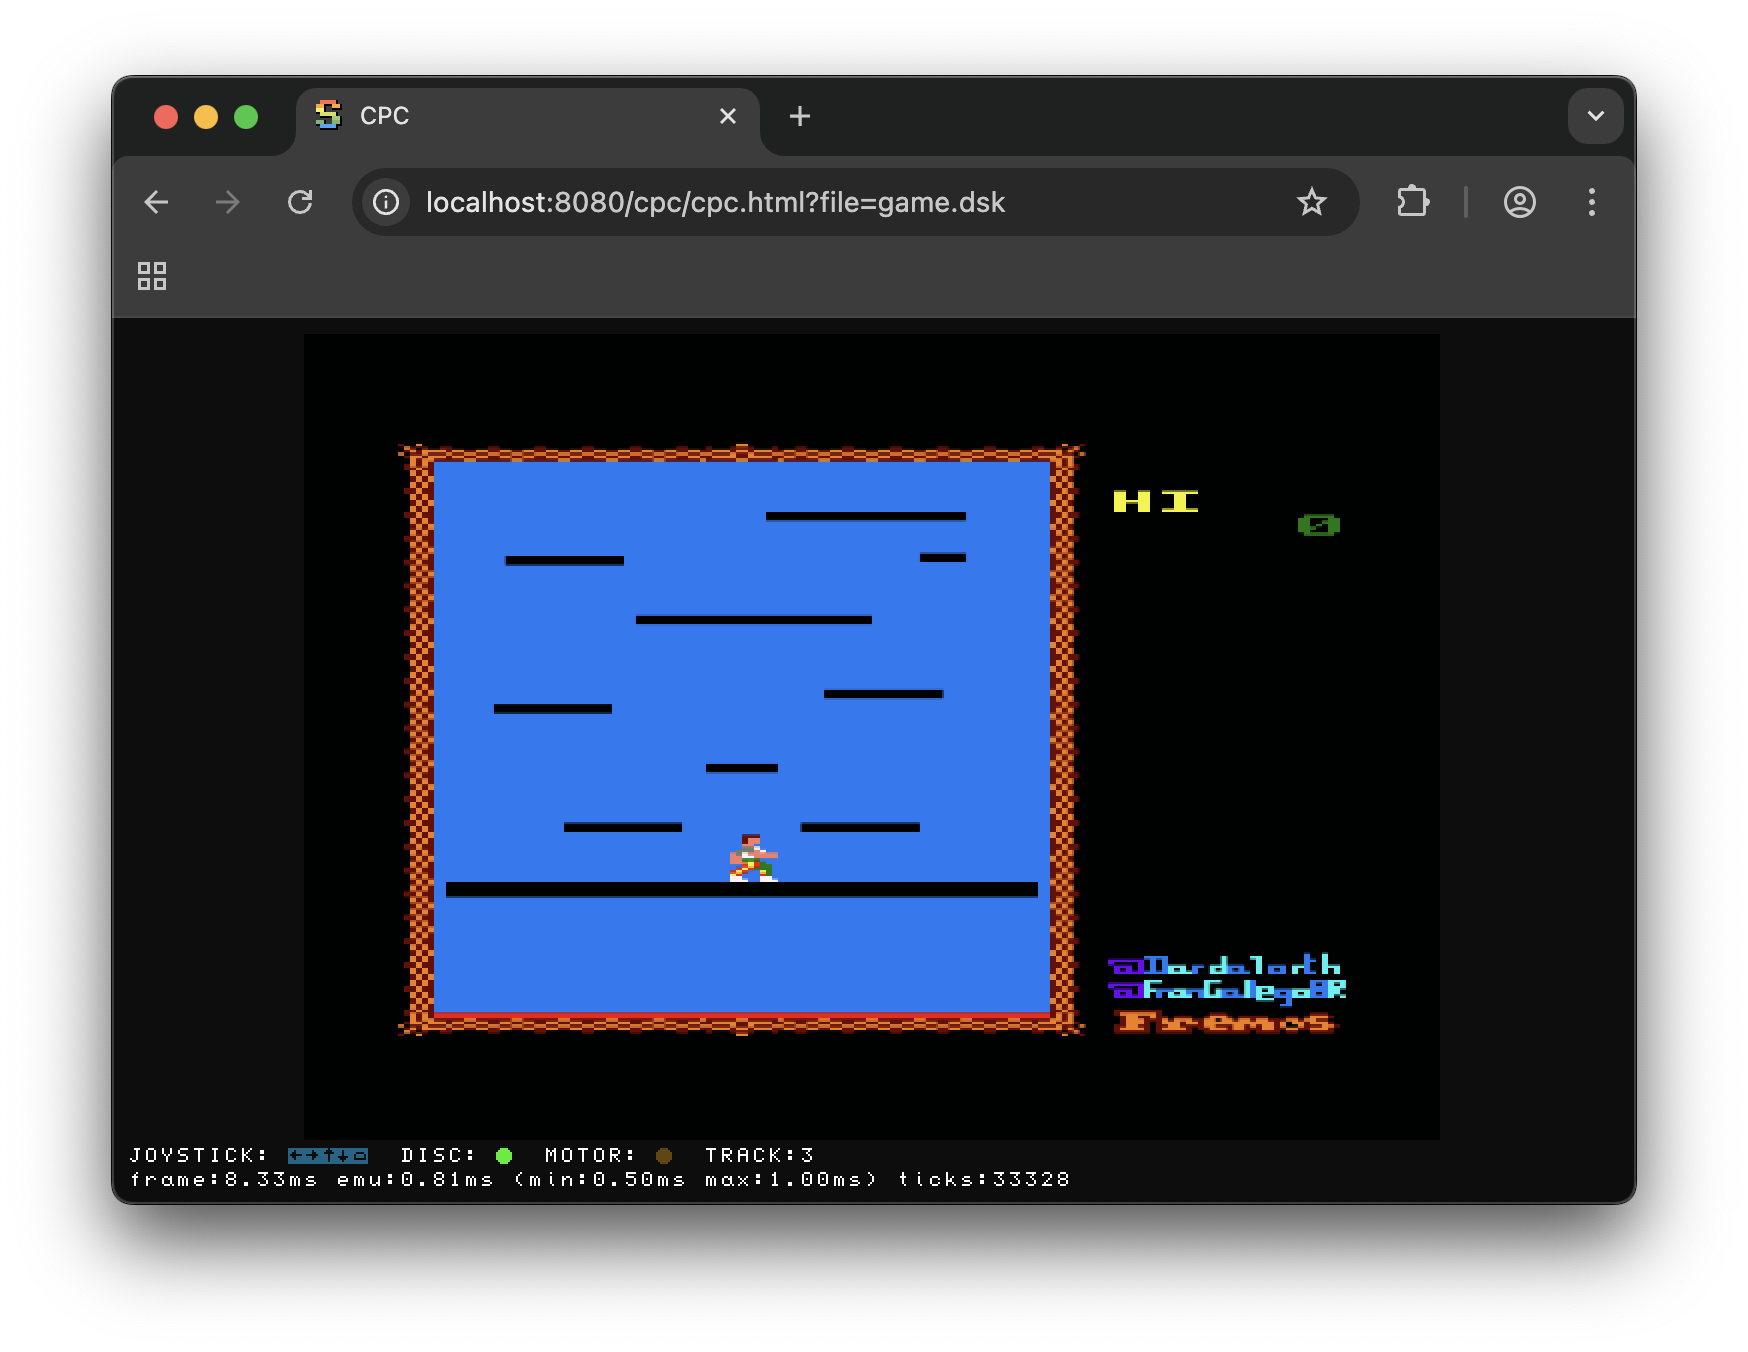 CPC
localhost:8080/cpc/cpc.html?file=game.dsk
HI
0
@Dardalorth
@FranGallegoBR
Fremos
JOYSTICK: ←→↑↓ DISC: MOTOR: TRACK:3
frame:8.33ms emu:0.81ms (min:0.50ms max:1.00ms) ticks:33328